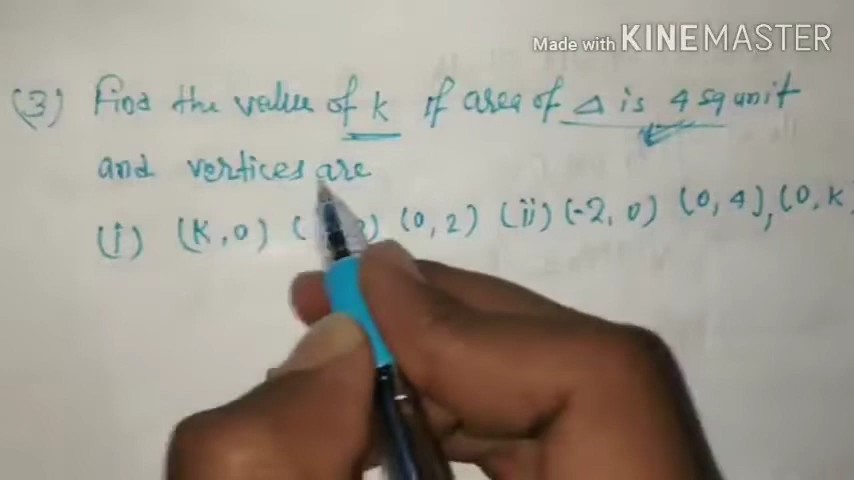 Made with KINEMASTER
(3) Find the value of k if area of Δ is 4 sq unit
and vertices are
(i) (K,0) ( 0) (0,2) (ii) (-2,0) (0,4), (0,K